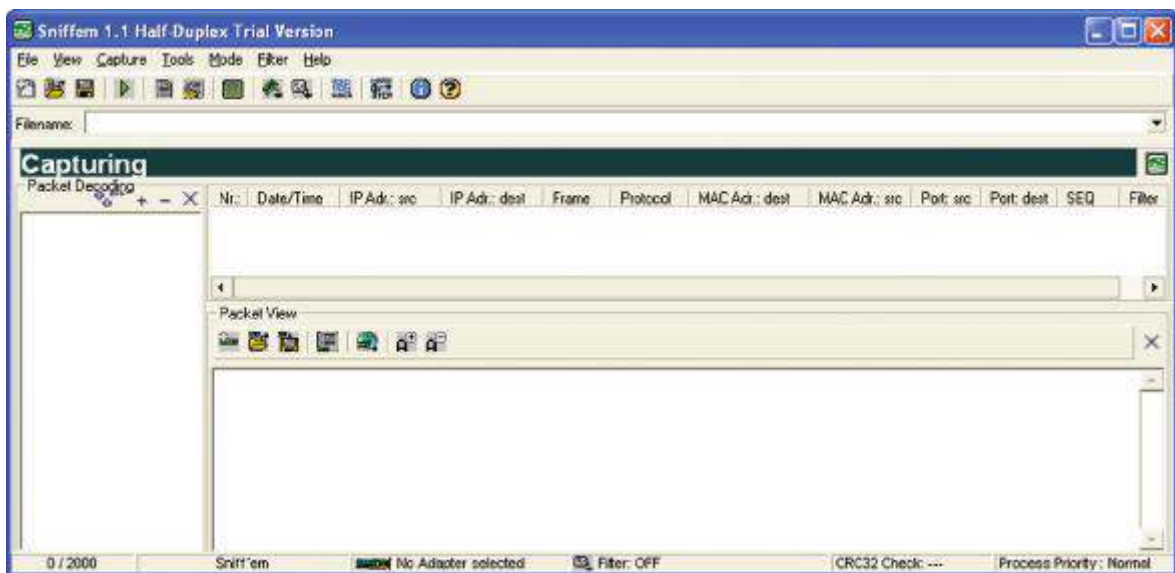 Sniffem 1.1 Half Duplex Trial Version
File View Capture Tools Mode Filter Help
Filename:
Capturing
Packet Decoding
Nr.: Date/Time IP Adr.: src IP Adr.: dest Frame Protocol MAC Adr.: dest MAC Adr.: src Port: src Port: dest SEQ Filter
Packet View
0 / 2000 Sniff'em No Adapter selected Filter: OFF CRC32 Check: --- Process Priority: Normal